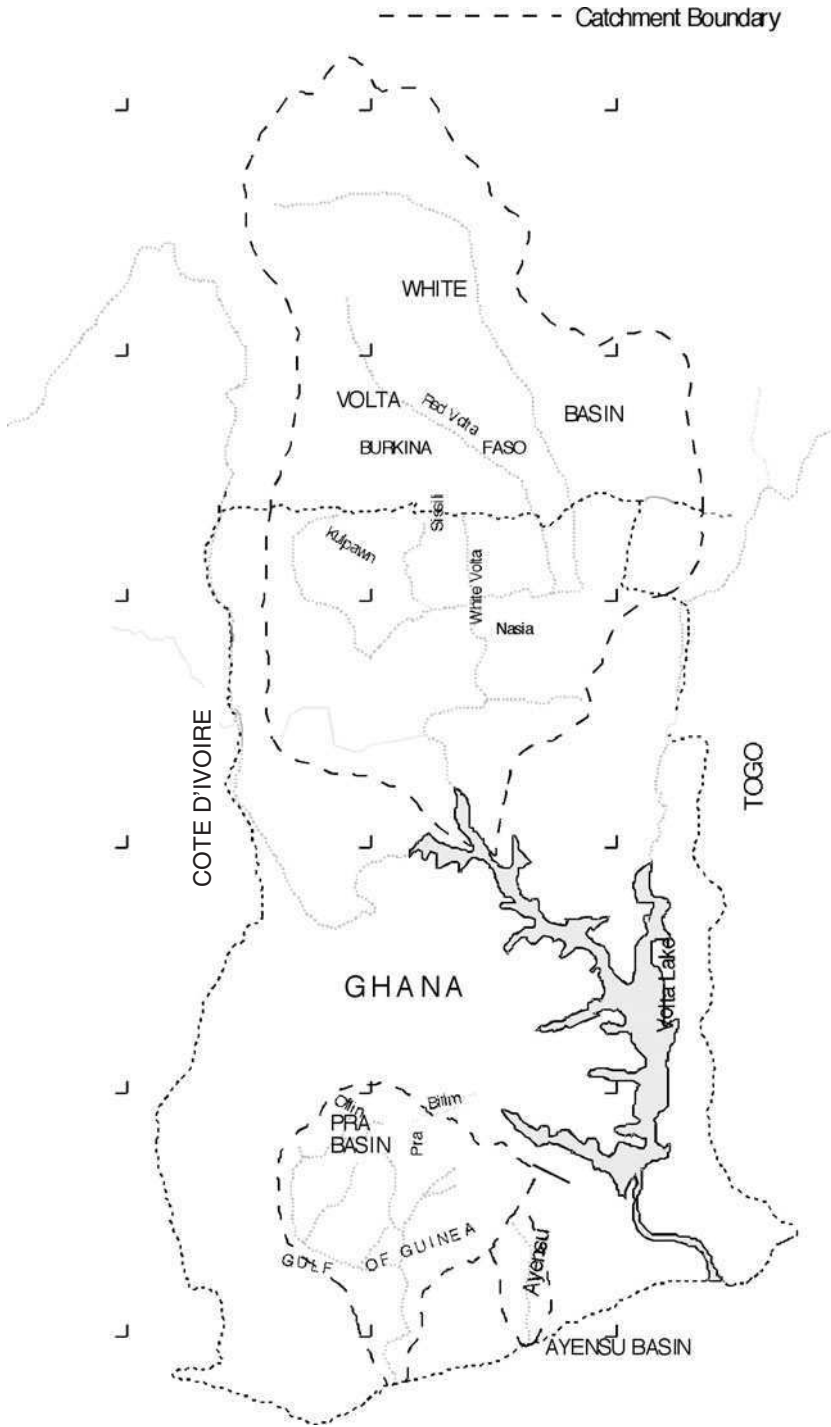 Catchment Boundary
WHITE
VOLTA
Red Volta
BASIN
BURKINA
FASO
Sissili
Kulpawn
White Volta
Nasia
COTE D'IVOIRE
TOGO
GHANA
Volta Lake
Ofin
Birim
PRA
BASIN
Pra
GULF OF GUINEA
Ayensu
AYENSU BASIN